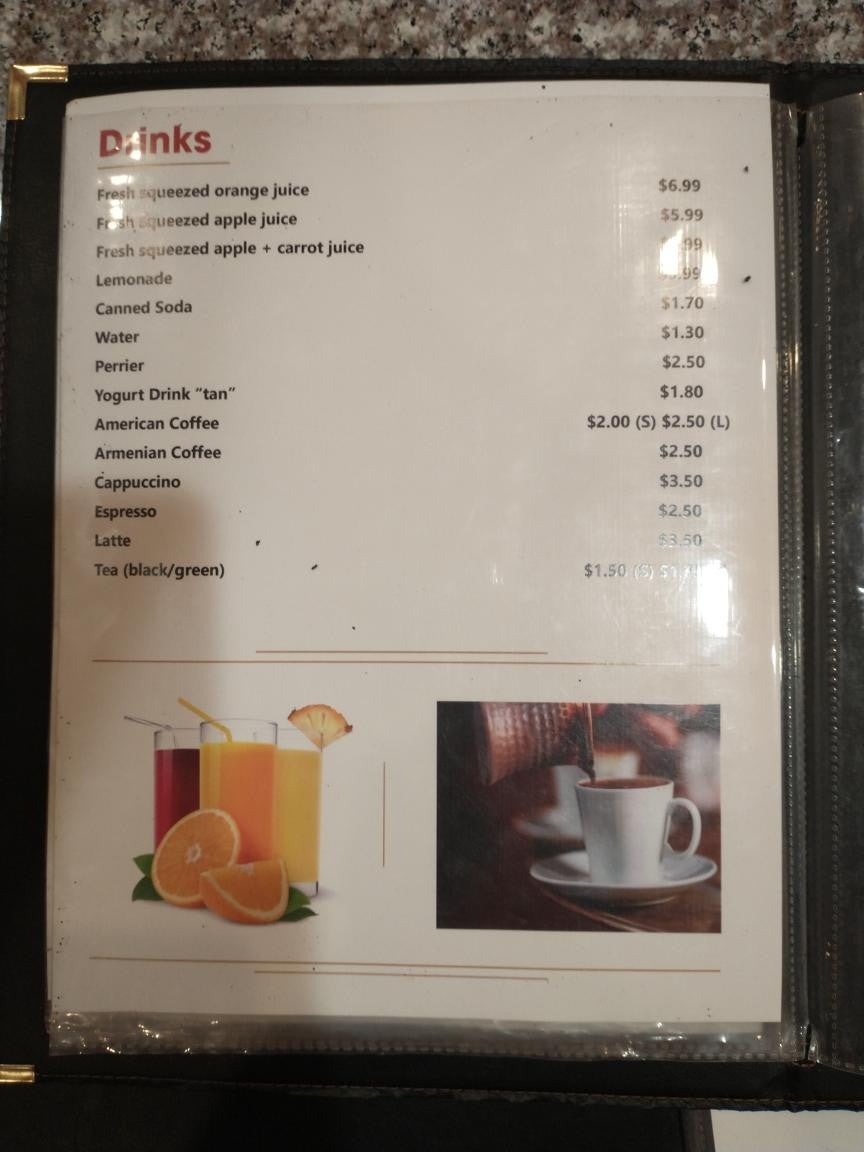 Drinks
Fresh squeezed orange juice $6.99
Fresh squeezed apple juice $5.99
Fresh squeezed apple + carrot juice
Lemonade
Canned Soda $1.70
Water $1.30
Perrier $2.50
Yogurt Drink “tan” $1.80
American Coffee $2.00 (S) $2.50 (L)
Armenian Coffee $2.50
Cappuccino $3.50
Espresso $2.50
Latte $3.50
Tea (black/green) $1.50 (S)